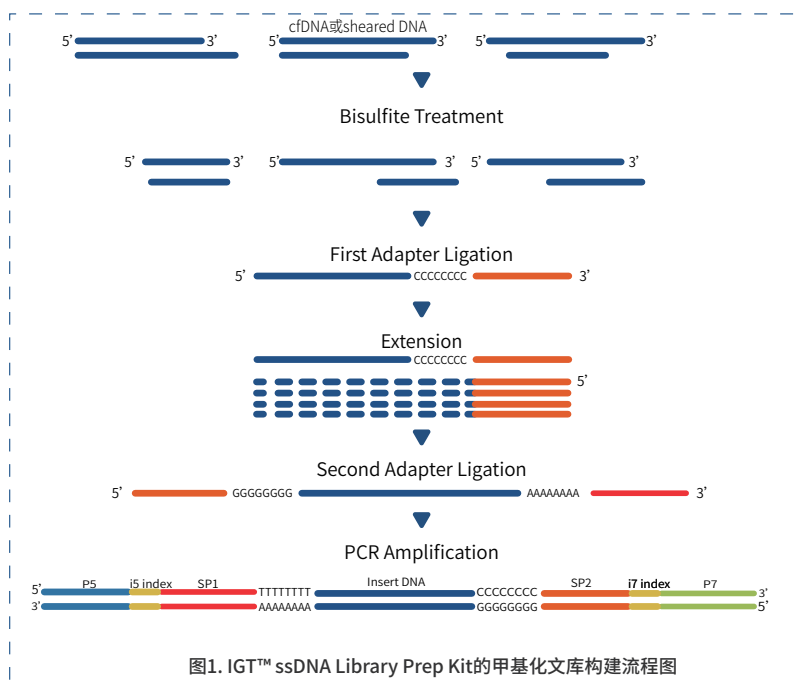 cfDNA或sheared DNA
5’ 3’ 5’ 3’ 5’ 3’
Bisulfite Treatment
5’ 3’ 5’ 3’ 5’ 3’
First Adapter Ligation
5’ CCCCCCCC 3’
Extension
CCCCCCCC
5’
Second Adapter Ligation
5’ GGGGGGGG AAAAAAAA 3’
PCR Amplification
5’ P5 i5 index SP1 TTTTTTTT Insert DNA CCCCCCCC SP2 i7 index P7 3’
3’ AAAAAAAA GGGGGGGG 5’
图1. IGT™ ssDNA Library Prep Kit的甲基化文库构建流程图